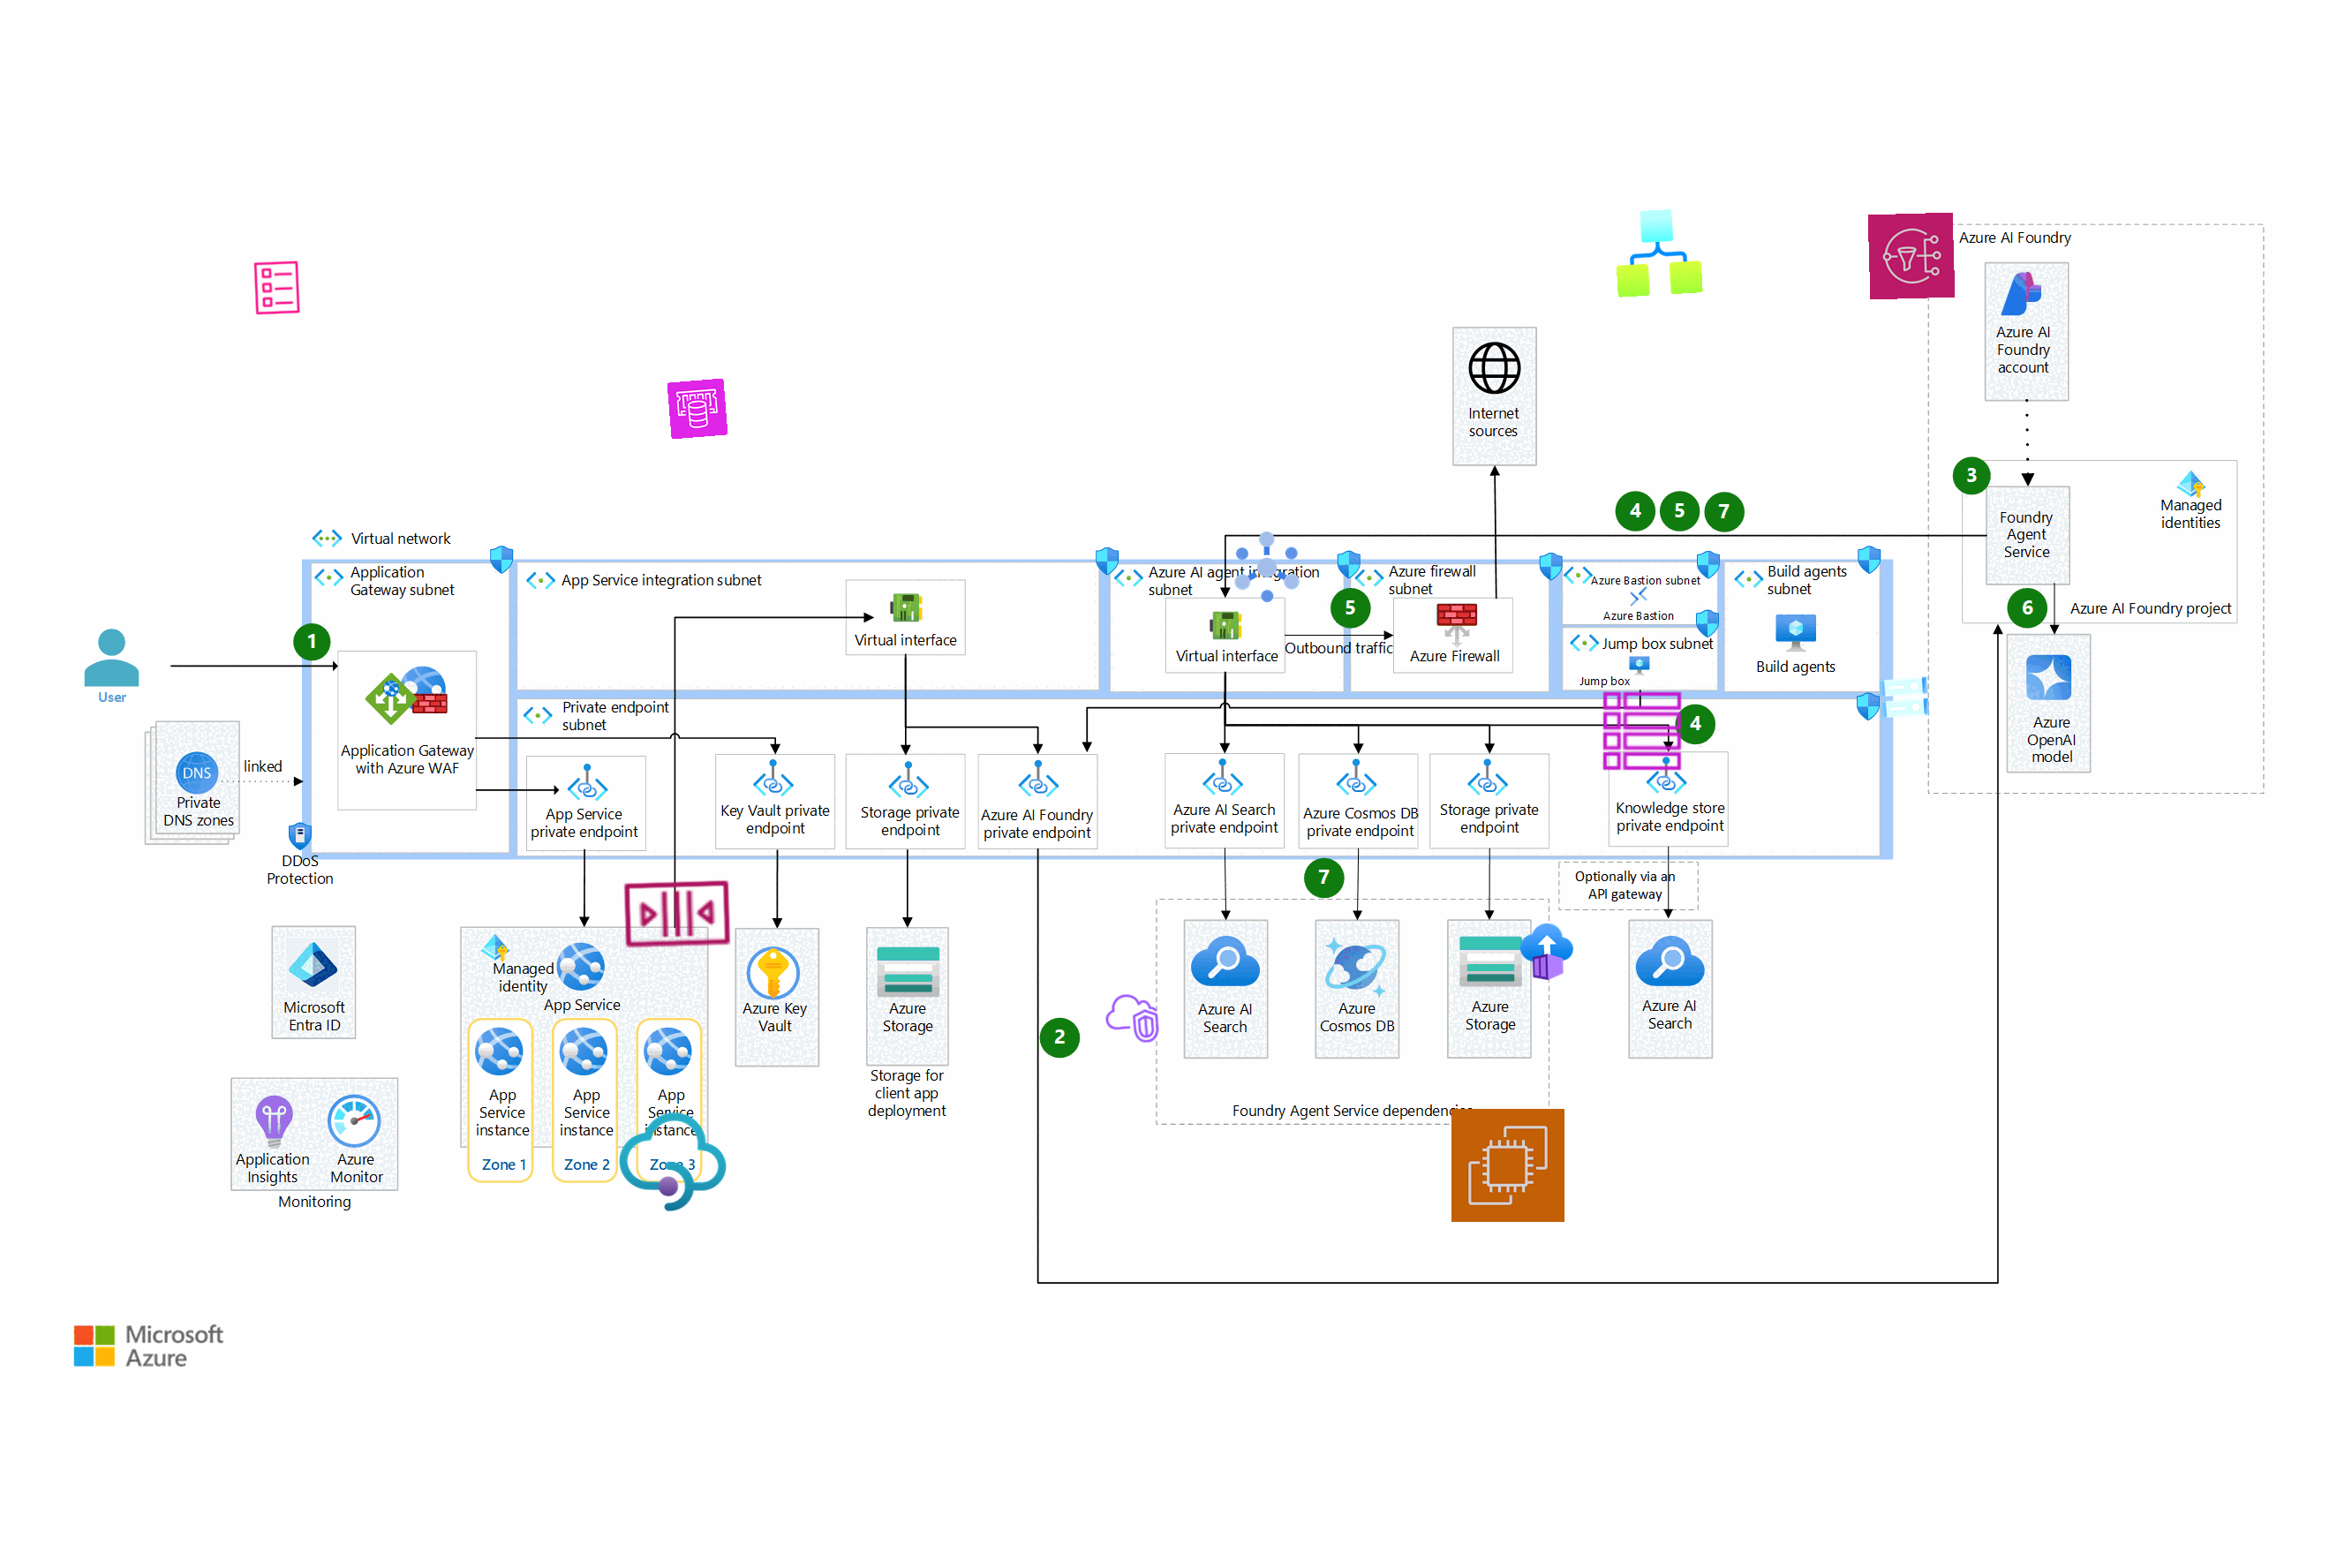 Azure AI Foundry
Azure AI
Foundry
account
Internet
sources
3
Managed
identities
4
5
7
Foundry
Agent
Service
Virtual network
Application
Gateway subnet
App Service integration subnet
Azure AI agent integration
subnet
Azure firewall
subnet
Azure Bastion subnet
Azure Bastion
Build agents
subnet
6
Azure AI Foundry project
1
Virtual interface
Virtual interface
5
Outbound traffic
Azure Firewall
Jump box subnet
Jump box
Build agents
User
Private endpoint
subnet
4
Azure
OpenAI
model
Application Gateway
with Azure WAF
linked
DNS
Private
DNS zones
App Service
private endpoint
Key Vault private
endpoint
Storage private
endpoint
Azure AI Foundry
private endpoint
Azure AI Search
private endpoint
Azure Cosmos DB
private endpoint
Storage private
endpoint
Knowledge store
private endpoint
DDoS
Protection
7
Optionally via an
API gateway
Microsoft
Entra ID
Managed
identity
App Service
Azure Key
Vault
Azure
Storage
Storage for
client app
deployment
2
Azure AI
Search
Azure
Cosmos DB
Azure
Storage
Azure AI
Search
App
Service
instance
Zone 1
App
Service
instance
Zone 2
App
Service
instance
Zone 3
Foundry Agent Service dependencies
Application
Insights
Azure
Monitor
Monitoring
Microsoft
Azure